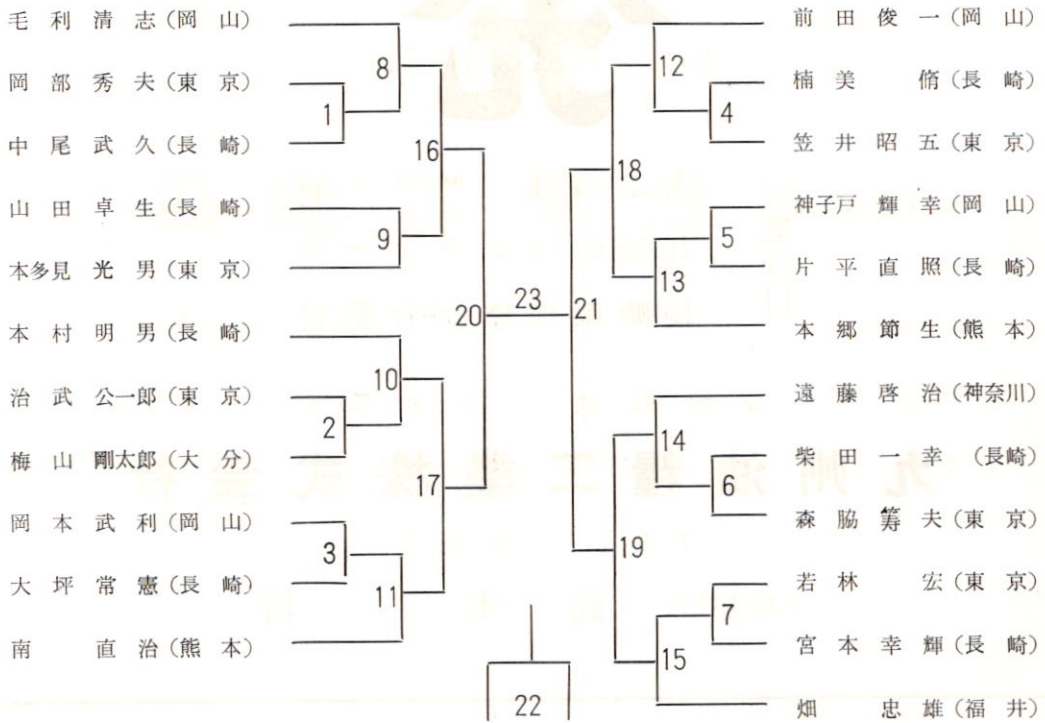 毛利清志(岡山)
岡部秀夫(東京)
中尾武久(長崎)
山田卓生(長崎)
本多見光男(東京)
本村明男(長崎)
治武公一郎(東京)
梅山剛太郎(大分)
岡本武利(岡山)
大坪常憲(長崎)
南直治(熊本)
8
1
16
9
20
10
2
17
3
11
23
22
21
18
12
4
5
13
14
6
19
7
15
前田俊一(岡山)
楠美脩(長崎)
笠井昭五(東京)
神子戸輝幸(岡山)
片平直照(長崎)
本郷節生(熊本)
遠藤啓治(神奈川)
柴田一幸(長崎)
森脇筹夫(東京)
若林宏(東京)
宮本幸輝(長崎)
畑忠雄(福井)